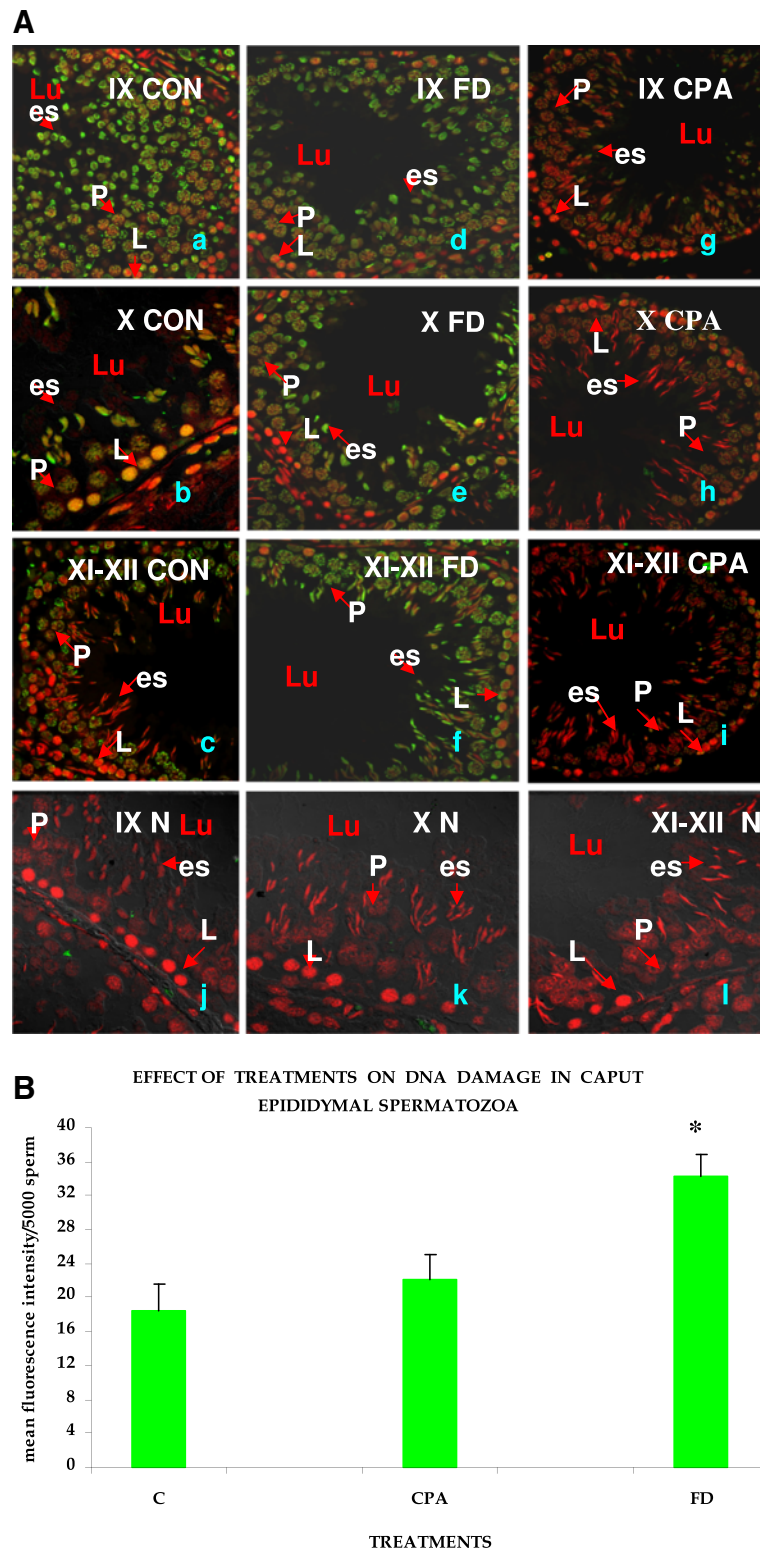 A
IX CON
Lu
es
P
L
a
IX FD
Lu
es
P
L
d
IX CPA
P
Lu
es
L
g
X CON
Lu
es
L
P
b
X FD
P
Lu
L
es
e
X CPA
L
es
Lu
P
h
XI-XII CON
Lu
P
es
L
c
XI-XII FD
P
es
Lu
L
f
XI-XII CPA
Lu
es
P
L
i
P
IX N
Lu
es
L
j
Lu
X N
P
es
L
k
XI-XII N
Lu
es
P
L
l
B
EFFECT OF TREATMENTS ON DNA DAMAGE IN CAPUT
EPIDIDYMAL SPERMATOZOA
mean fluorescence intensity/5000 sperm
40
36
32
28
24
20
16
12
8
4
0
*
C
CPA
FD
TREATMENTS